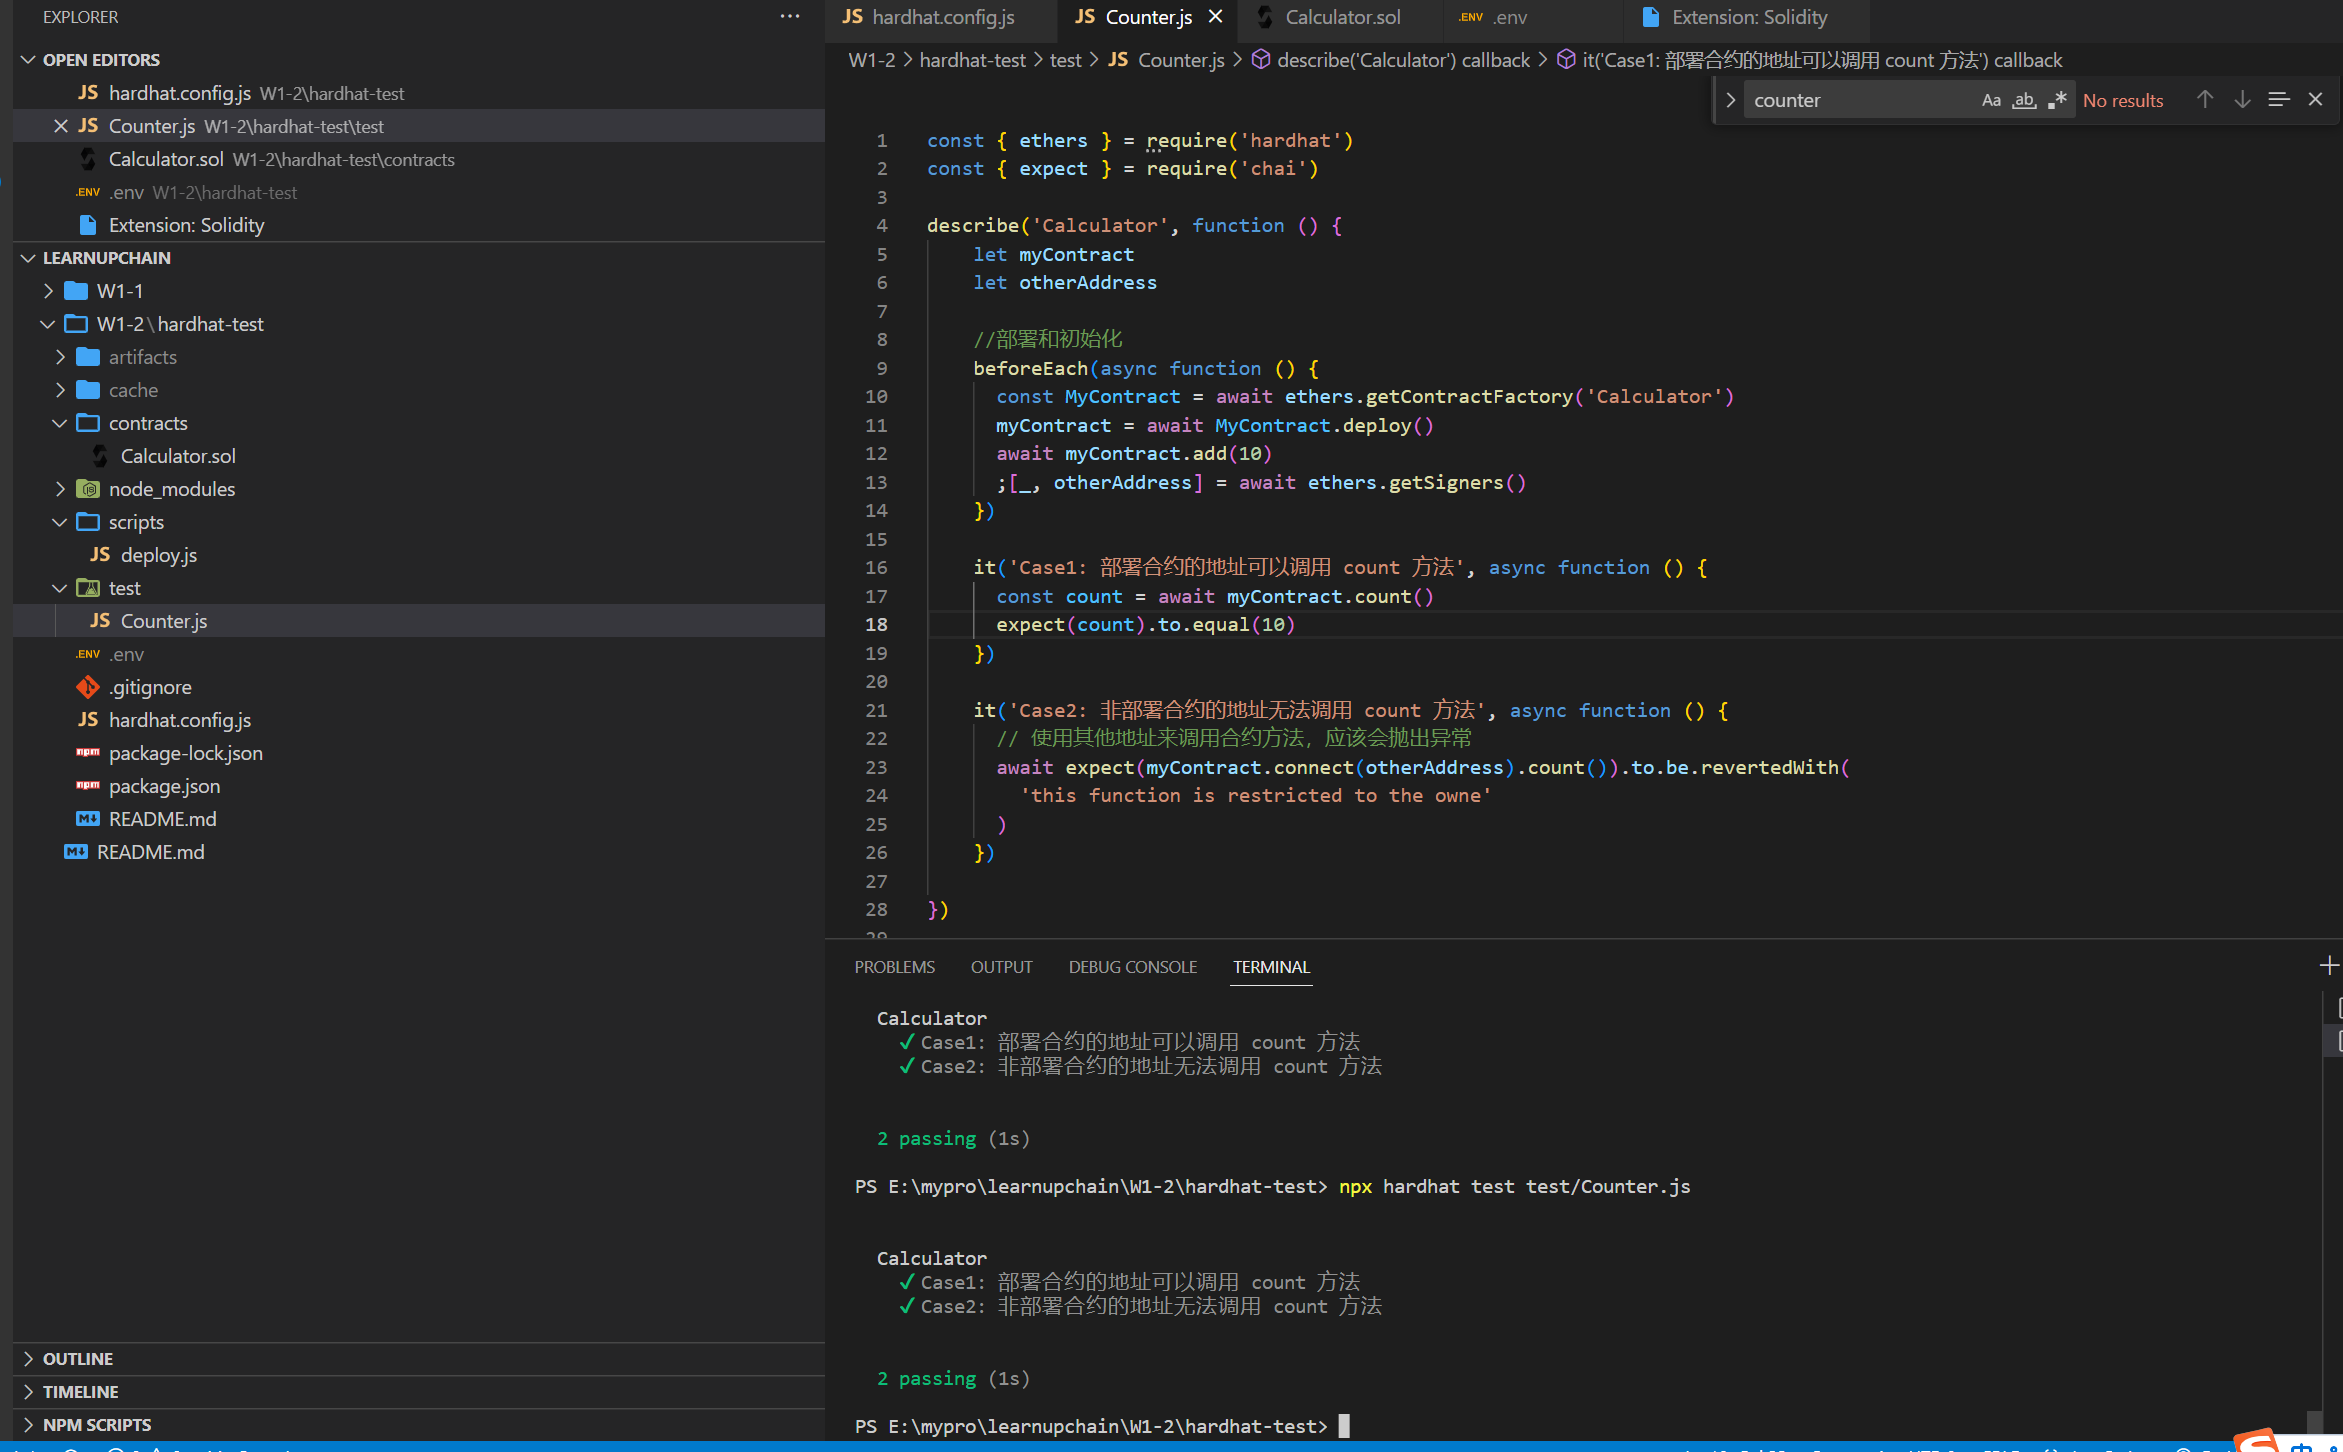 EXPLORER
OPEN EDITORS
JS hardhat.config.js W1-2\hardhat-test
JS Counter.js W1-2\hardhat-test\test
Calculator.sol W1-2\hardhat-test\contracts
.ENV .env W1-2\hardhat-test
Extension: Solidity
LEARNUPCHAIN
W1-1
W1-2\hardhat-test
artifacts
cache
contracts
Calculator.sol
node_modules
scripts
JS deploy.js
test
JS Counter.js
.ENV .env
.gitignore
JS hardhat.config.js
npm package-lock.json
npm package.json
M README.md
M README.md
OUTLINE
TIMELINE
NPM SCRIPTS
JS hardhat.config.js JS Counter.js Calculator.sol .ENV .env Extension: Solidity
W1-2 > hardhat-test > test > JS Counter.js > describe('Calculator') callback > it('Case1: 部署合约的地址可以调用 count 方法') callback
counter Aa ab .* No results
1 const { ethers } = require('hardhat')
2 const { expect } = require('chai')
3
4 describe('Calculator', function () {
5 let myContract
6 let otherAddress
7
8 //部署和初始化
9 beforeEach(async function () {
10 const MyContract = await ethers.getContractFactory('Calculator')
11 myContract = await MyContract.deploy()
12 await myContract.add(10)
13 ;[_, otherAddress] = await ethers.getSigners()
14 })
15
16 it('Case1: 部署合约的地址可以调用 count 方法', async function () {
17 const count = await myContract.count()
18 expect(count).to.equal(10)
19 })
20
21 it('Case2: 非部署合约的地址无法调用 count 方法', async function () {
22 // 使用其他地址来调用合约方法，应该会抛出异常
23 await expect(myContract.connect(otherAddress).count()).to.be.revertedWith(
24 'this function is restricted to the owne'
25 )
26 })
27
28 })
29
PROBLEMS OUTPUT DEBUG CONSOLE TERMINAL
Calculator
✓ Case1: 部署合约的地址可以调用 count 方法
✓ Case2: 非部署合约的地址无法调用 count 方法
2 passing (1s)
PS E:\mypro\learnupchain\W1-2\hardhat-test> npx hardhat test test/Counter.js
Calculator
✓ Case1: 部署合约的地址可以调用 count 方法
✓ Case2: 非部署合约的地址无法调用 count 方法
2 passing (1s)
PS E:\mypro\learnupchain\W1-2\hardhat-test>